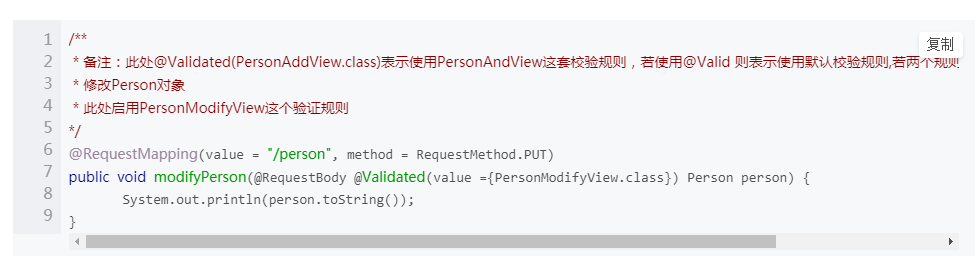 复制
1 /**
2 * 备注：此处@Validated(PersonAddView.class)表示使用PersonAndView这套校验规则，若使用@Valid 则表示使用默认校验规则,若两个规则
3 * 修改Person对象
4 * 此处启用PersonModifyView这个验证规则
5 */
6 @RequestMapping(value = "/person", method = RequestMethod.PUT)
7 public void modifyPerson(@RequestBody @Validated(value ={PersonModifyView.class}) Person person) {
8 System.out.println(person.toString());
9 }